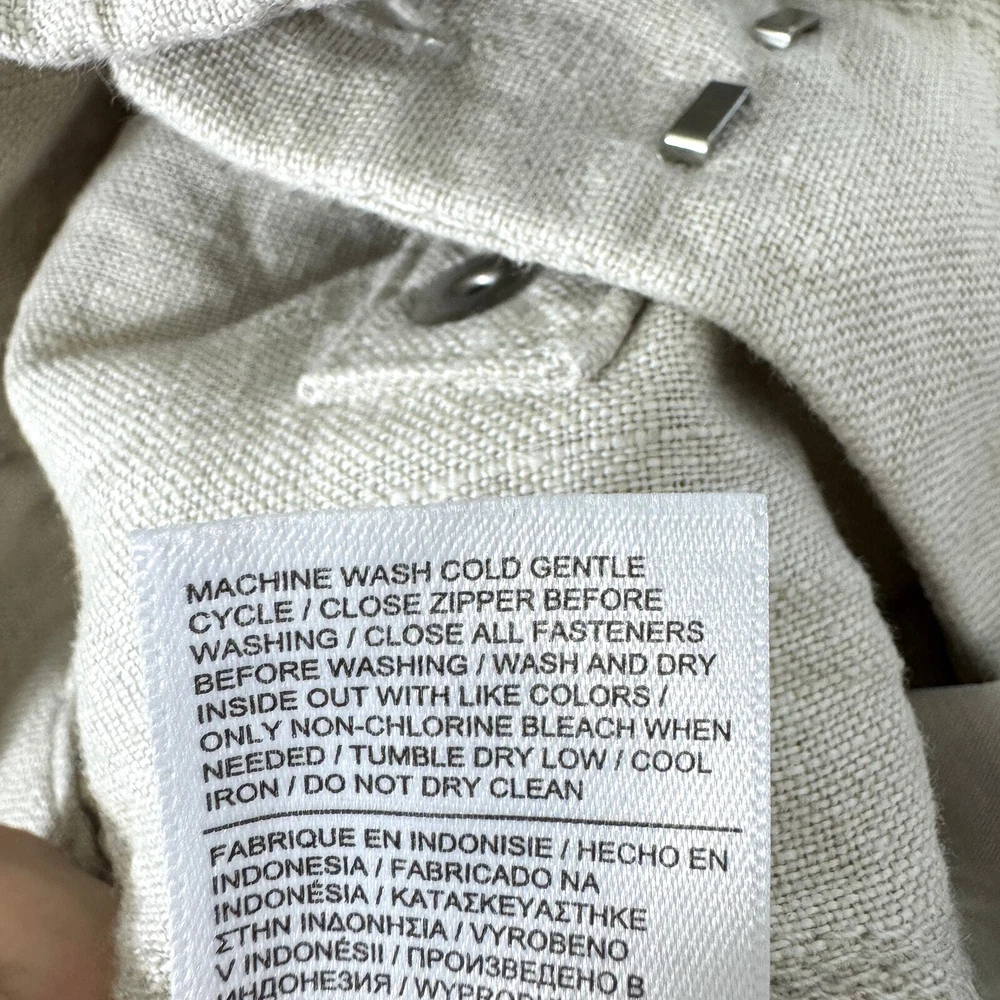 MACHINE WASH COLD GENTLE
CYCLE / CLOSE ZIPPER BEFORE
WASHING / CLOSE ALL FASTENERS
BEFORE WASHING / WASH AND DRY
INSIDE OUT WITH LIKE COLORS /
ONLY NON-CHLORINE BLEACH WHEN
NEEDED / TUMBLE DRY LOW / COOL
IRON / DO NOT DRY CLEAN
FABRIQUE EN INDONISIE / HECHO EN
INDONESIA / FABRICADO NA
INDONÉSIA / ΚΑΤΑΣΚΕΥΑΣΤΗΚΕ
ΣΤΗΝ ΙΝΔΟΝΗΣΙΑ / VYROBENO
V INDONÉSII / ПРОИЗВЕДЕНО В
ИНДОНЕЗИЯ /